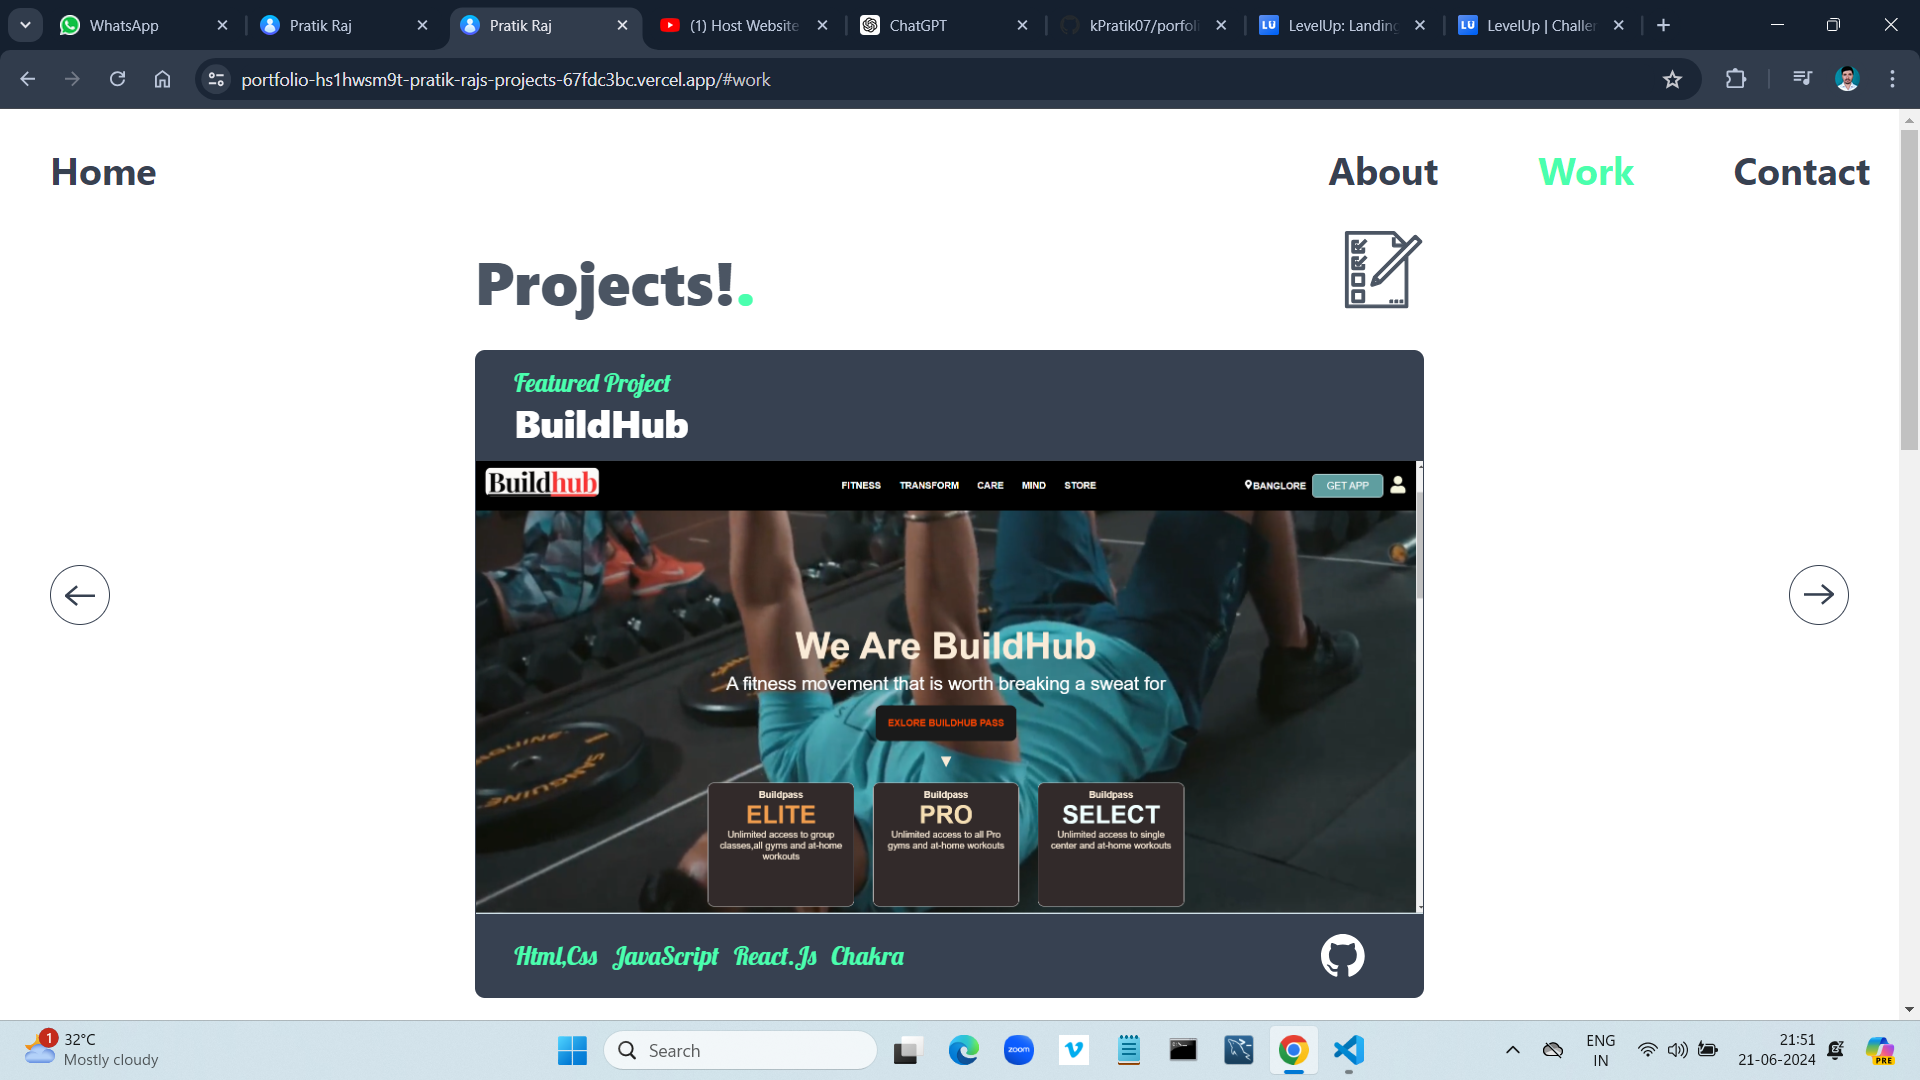 WhatsApp
Pratik Raj
Pratik Raj
(1) Host Website
ChatGPT
kPratik07/porfoli
LevelUp: Landing
LevelUp | Challen
portfolio-hs1hwsm9t-pratik-rajs-projects-67fdc3bc.vercel.app/#work
Home
About
Work
Contact
Projects!.
Featured Project
BuildHub
Buildhub
FITNESS TRANSFORM CARE MIND STORE
BANGLORE
GET APP
We Are BuildHub
A fitness movement that is worth breaking a sweat for
EXLORE BUILDHUB PASS
Buildpass
ELITE
Unlimited access to group
classes,all gyms and at-home
workouts
Buildpass
PRO
Unlimited access to all Pro
gyms and at-home workouts
Buildpass
SELECT
Unlimited access to single
center and at-home workouts
Html,Css JavaScript React.Js Chakra
1
32°C
Mostly cloudy
Search
zoom
ENG
IN
21:51
21-06-2024
PRE